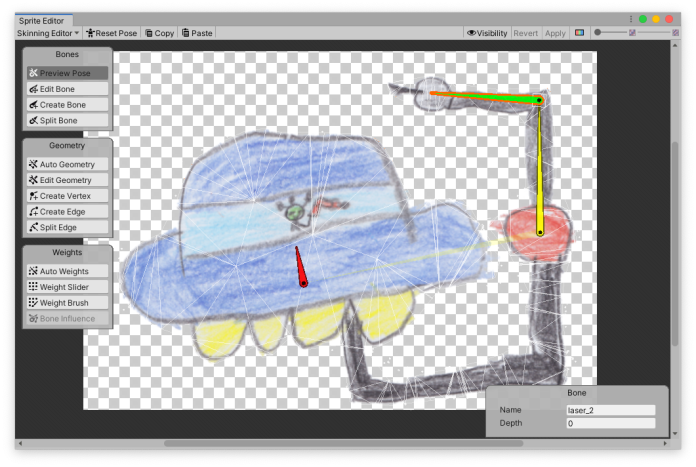 Sprite Editor
Skinning Editor Reset Pose Copy Paste Visibility Revert Apply
Bones
Preview Pose
Edit Bone
Create Bone
Split Bone
Geometry
Auto Geometry
Edit Geometry
Create Vertex
Create Edge
Split Edge
Weights
Auto Weights
Weight Slider
Weight Brush
Bone Influence
Bone
Name laser_2
Depth 0